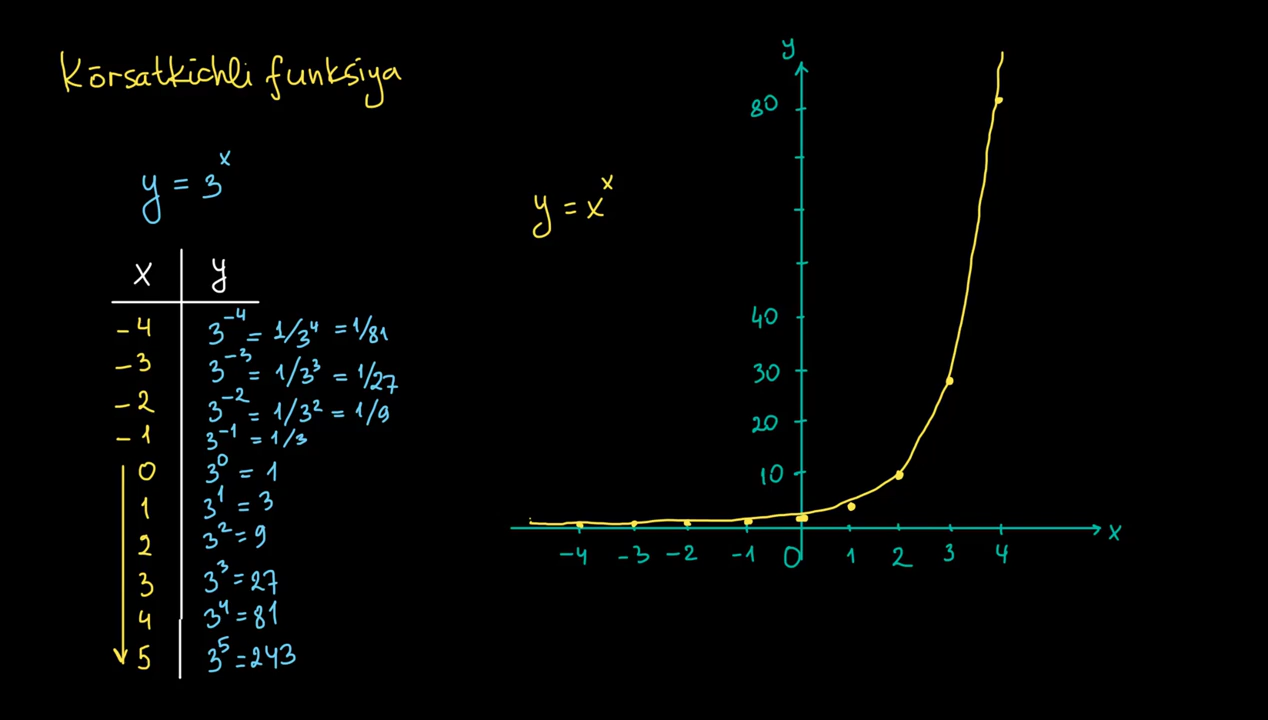 Kōrsatkichli funksiya
y = 3^x
x y
-4 3^-4 = 1/3^4 = 1/81
-3 3^-3 = 1/3^3 = 1/27
-2 3^-2 = 1/3^2 = 1/9
-1 3^-1 = 1/3
0 3^0 = 1
1 3^1 = 3
2 3^2 = 9
3 3^3 = 27
4 3^4 = 81
5 3^5 = 243
y = x^x
y
80
40
30
20
10
-4 -3 -2 -1 0 1 2 3 4
x